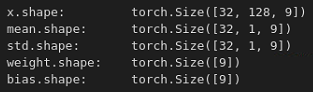 x.shape:         torch.Size([32, 128, 9])
mean.shape:      torch.Size([32, 1, 9])
std.shape:       torch.Size([32, 1, 9])
weight.shape:    torch.Size([9])
bias.shape:      torch.Size([9])